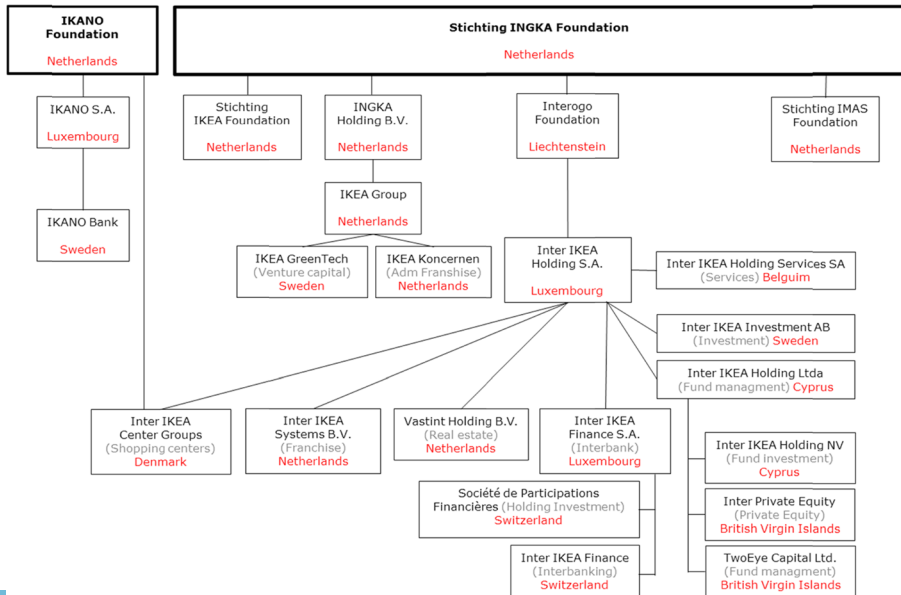 IKANO
Foundation
Netherlands
Stichting INGKA Foundation
Netherlands
IKANO S.A.
Luxembourg
Stichting
IKEA Foundation
Netherlands
INGKA
Holding B.V.
Netherlands
Interogo
Foundation
Liechtenstein
Stichting IMAS
Foundation
Netherlands
IKEA Group
Netherlands
IKANO Bank
Sweden
IKEA GreenTech
(Venture capital)
Sweden
IKEA Koncernen
(Adm Franshise)
Netherlands
Inter IKEA
Holding S.A.
Luxembourg
Inter IKEA Holding Services SA
(Services) Belguim
Inter IKEA Investment AB
(Investment) Sweden
Inter IKEA Holding Ltda
(Fund managment) Cyprus
Inter IKEA
Center Groups
(Shopping centers)
Denmark
Inter IKEA
Systems B.V.
(Franchise)
Netherlands
Vastint Holding B.V.
(Real estate)
Netherlands
Inter IKEA
Finance S.A.
(Interbank)
Luxembourg
Inter IKEA Holding NV
(Fund investment)
Cyprus
Société de Participations
Financières (Holding Investment)
Switzerland
Inter Private Equity
(Private Equity)
British Virgin Islands
Inter IKEA Finance
(Interbanking)
Switzerland
TwoEye Capital Ltd.
(Fund managment)
British Virgin Islands